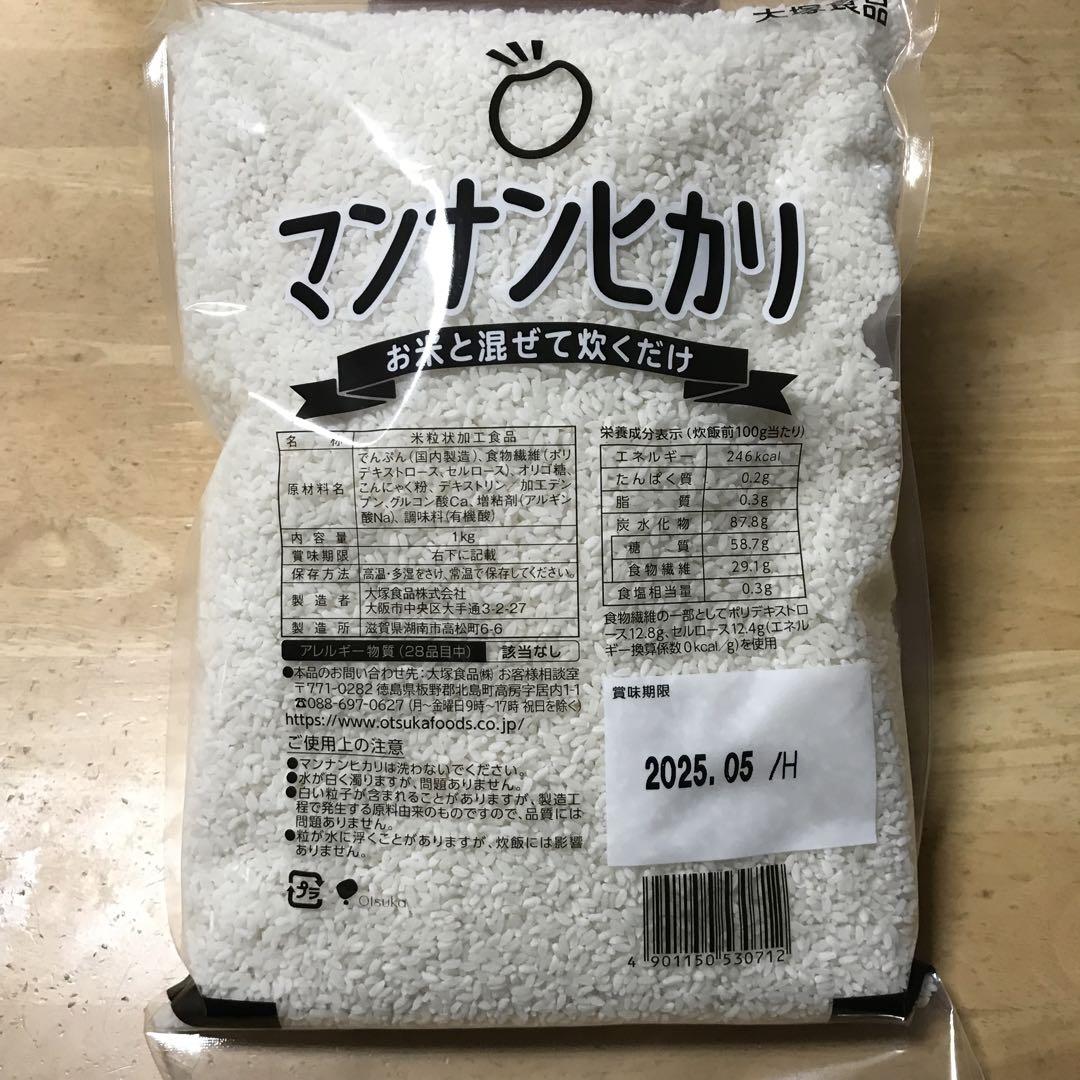 大塚食品
マンナンヒカリ
お米と混ぜて炊くだけ
名称 米粒状加工食品
原材料名 でんぷん(国内製造)、食物繊維(ポリ
デキストロース、セルロース)、オリゴ糖、
こんにゃく粉、デキストリン/加工デン
プン、グルコン酸Ca、増粘剤(アルギン
酸Na)、調味料(有機酸)
内容量 1kg
賞味期限 右下に記載
保存方法 高温・多湿をさけ、常温で保存してください。
製造者 大塚食品株式会社
大阪市中央区大手通3-2-27
製造所 滋賀県湖南市高松町6-6
アレルギー物質(28品目中) 該当なし
●本品のお問い合わせ先:大塚食品㈱ お客様相談室
〒771-0282 徳島県板野郡北島町高房字居内1-1
☎088-697-0627(月〜金曜日9時〜17時 祝日を除く)
https://www.otsukafoods.co.jp/
ご使用上の注意
●マンナンヒカリは洗わないでください。
●水が白く濁りますが、問題ありません。
●白い粒子が含まれることがありますが、製造工
程で発生する原料由来のものですので、品質には
問題ありません。
●粒が水に浮くことがありますが、炊飯には影響
ありません。
プラ
Otsuka
栄養成分表示(炊飯前100g当たり)
エネルギー 246kcal
たんぱく質 0.2g
脂質 0.3g
炭水化物 87.8g
糖質 58.7g
食物繊維 29.1g
食塩相当量 0.3g
食物繊維の一部としてポリデキストロ
ース12.8g、セルロース12.4g(エネル
ギー換算係数0kcal/g)を使用
賞味期限
2025.05 /H
4 901150 530712